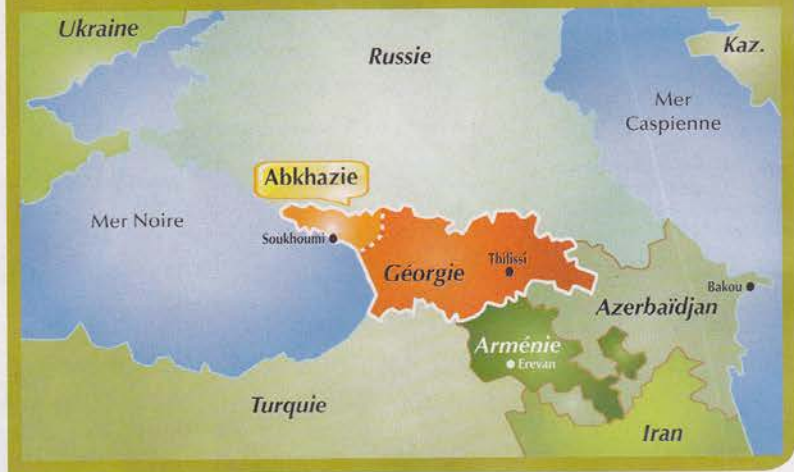 Ukraine
Russie
Kaz.
Mer
Caspienne
Abkhazie
Mer Noire
Soukhoumi
Géorgie
Tbilissi
Bakou
Azerbaïdjan
Arménie
Erevan
Turquie
Iran